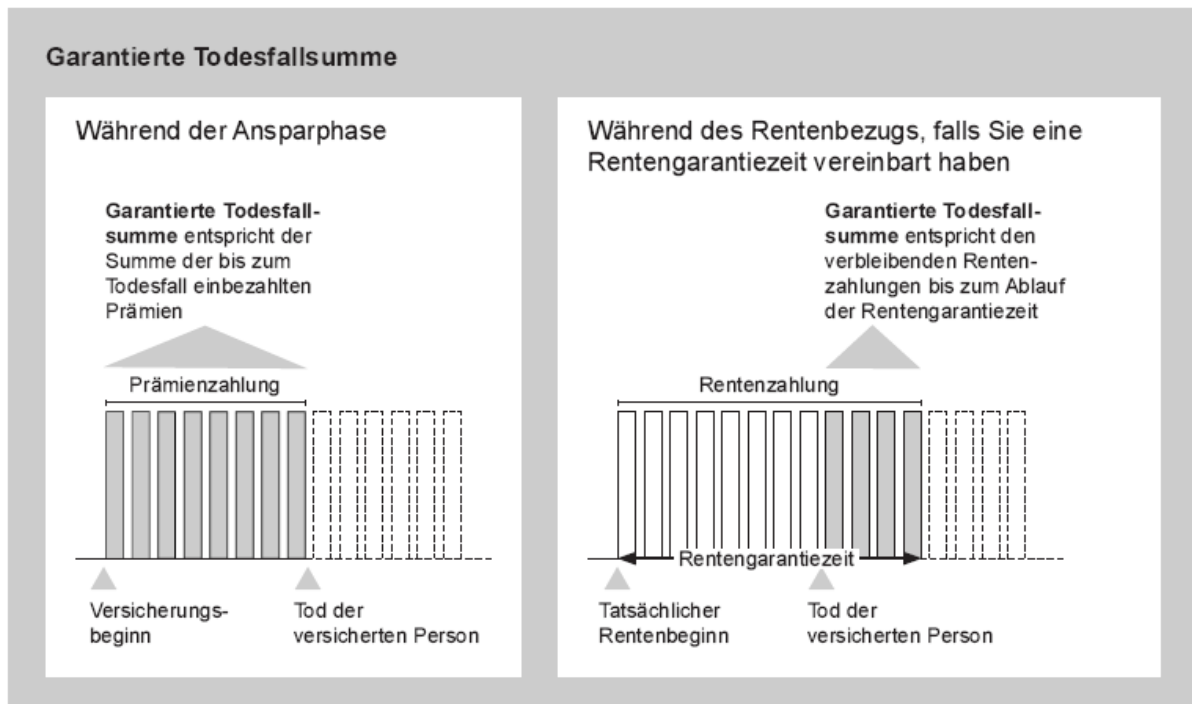 Garantierte Todesfallsumme
Während der Ansparphase
Garantierte Todesfall-
summe entspricht der
Summe der bis zum
Todesfall einbezahlten
Prämien
Prämienzahlung
Versicherungs-
beginn
Tod der
versicherten Person
Während des Rentenbezugs, falls Sie eine
Rentengarantiezeit vereinbart haben
Garantierte Todesfall-
summe entspricht den
verbleibenden Renten-
zahlungen bis zum Ablauf
der Rentengarantiezeit
Rentenzahlung
Rentengarantiezeit
Tatsächlicher
Rentenbeginn
Tod der
versicherten Person